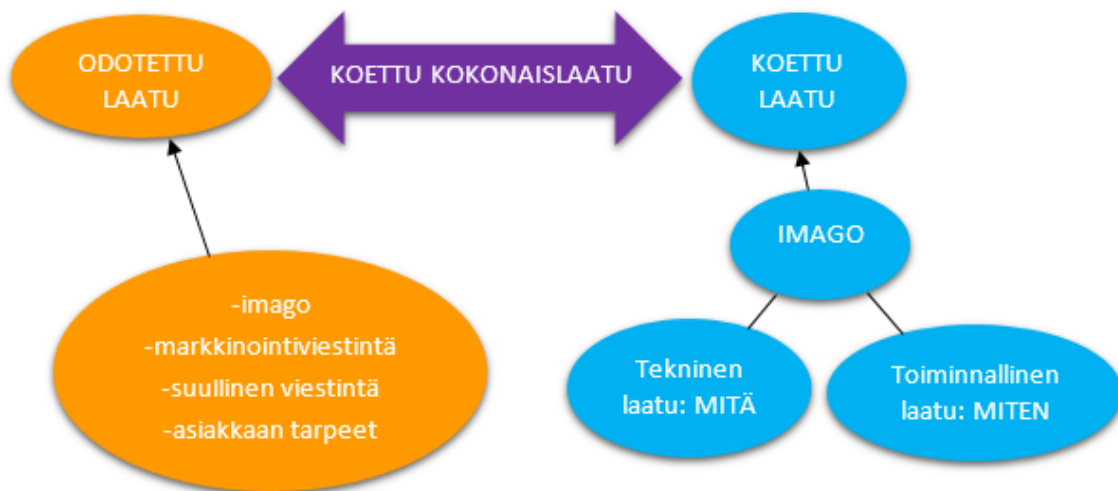 ODOTETTU
LAATU
KOETTU KOKONAISLAATU
KOETTU
LAATU
IMAGO
-imago
-markkinointiviestintä
-suullinen viestintä
-asiakkaan tarpeet
Tekninen
laatu: MITÄ
Toiminnallinen
laatu: MITEN